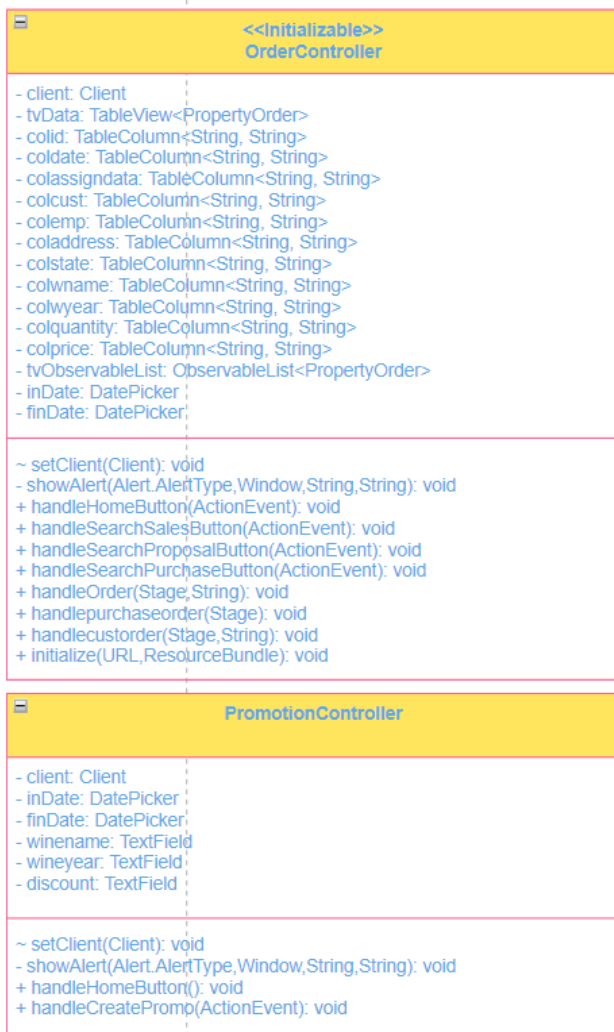 <<Initializable>>
OrderController
- client: Client
- tvData: TableView<PropertyOrder>
- colid: TableColumn<String, String>
- coldate: TableColumn<String, String>
- colassigndata: TableColumn<String, String>
- colcust: TableColumn<String, String>
- colemp: TableColumn<String, String>
- coladdress: TableColumn<String, String>
- colstate: TableColumn<String, String>
- colwname: TableColumn<String, String>
- colwyear: TableColumn<String, String>
- colquantity: TableColumn<String, String>
- colprice: TableColumn<String, String>
- tvObservableList: ObservableList<PropertyOrder>
- inDate: DatePicker
- finDate: DatePicker
~ setClient(Client): void
- showAlert(Alert.AlertType,Window,String,String): void
+ handleHomeButton(ActionEvent): void
+ handleSearchSalesButton(ActionEvent): void
+ handleSearchProposalButton(ActionEvent): void
+ handleSearchPurchaseButton(ActionEvent): void
+ handleOrder(Stage,String): void
+ handlepurchaseorder(Stage): void
+ handlecustorder(Stage,String): void
+ initialize(URL,ResourceBundle): void
PromotionController
- client: Client
- inDate: DatePicker
- finDate: DatePicker
- winename: TextField
- wineyear: TextField
- discount: TextField
~ setClient(Client): void
- showAlert(Alert.AlertType,Window,String,String): void
+ handleHomeButton(): void
+ handleCreatePromo(ActionEvent): void